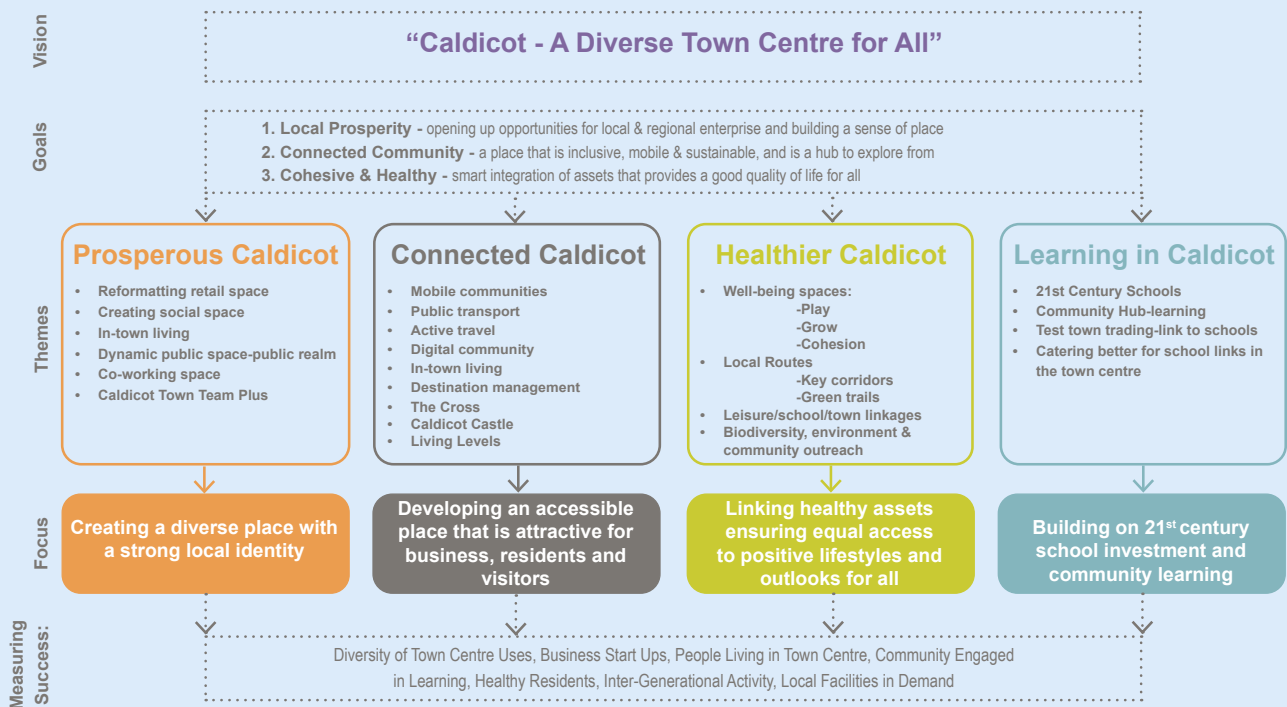 Vision
“Caldicot - A Diverse Town Centre for All”
Goals
1. Local Prosperity - opening up opportunities for local & regional enterprise and building a sense of place
2. Connected Community - a place that is inclusive, mobile & sustainable, and is a hub to explore from
3. Cohesive & Healthy - smart integration of assets that provides a good quality of life for all
Themes
Prosperous Caldicot
• Reformatting retail space
• Creating social space
• In-town living
• Dynamic public space-public realm
• Co-working space
• Caldicot Town Team Plus
Connected Caldicot
• Mobile communities
• Public transport
• Active travel
• Digital community
• In-town living
• Destination management
• The Cross
• Caldicot Castle
• Living Levels
Healthier Caldicot
• Well-being spaces:
-Play
-Grow
-Cohesion
• Local Routes
-Key corridors
-Green trails
• Leisure/school/town linkages
• Biodiversity, environment &
community outreach
Learning in Caldicot
• 21st Century Schools
• Community Hub-learning
• Test town trading-link to schools
• Catering better for school links in
the town centre
Focus
Creating a diverse place with
a strong local identity
Developing an accessible
place that is attractive for
business, residents and
visitors
Linking healthy assets
ensuring equal access
to positive lifestyles and
outlooks for all
Building on 21st century
school investment and
community learning
Measuring
Success:
Diversity of Town Centre Uses, Business Start Ups, People Living in Town Centre, Community Engaged
in Learning, Healthy Residents, Inter-Generational Activity, Local Facilities in Demand